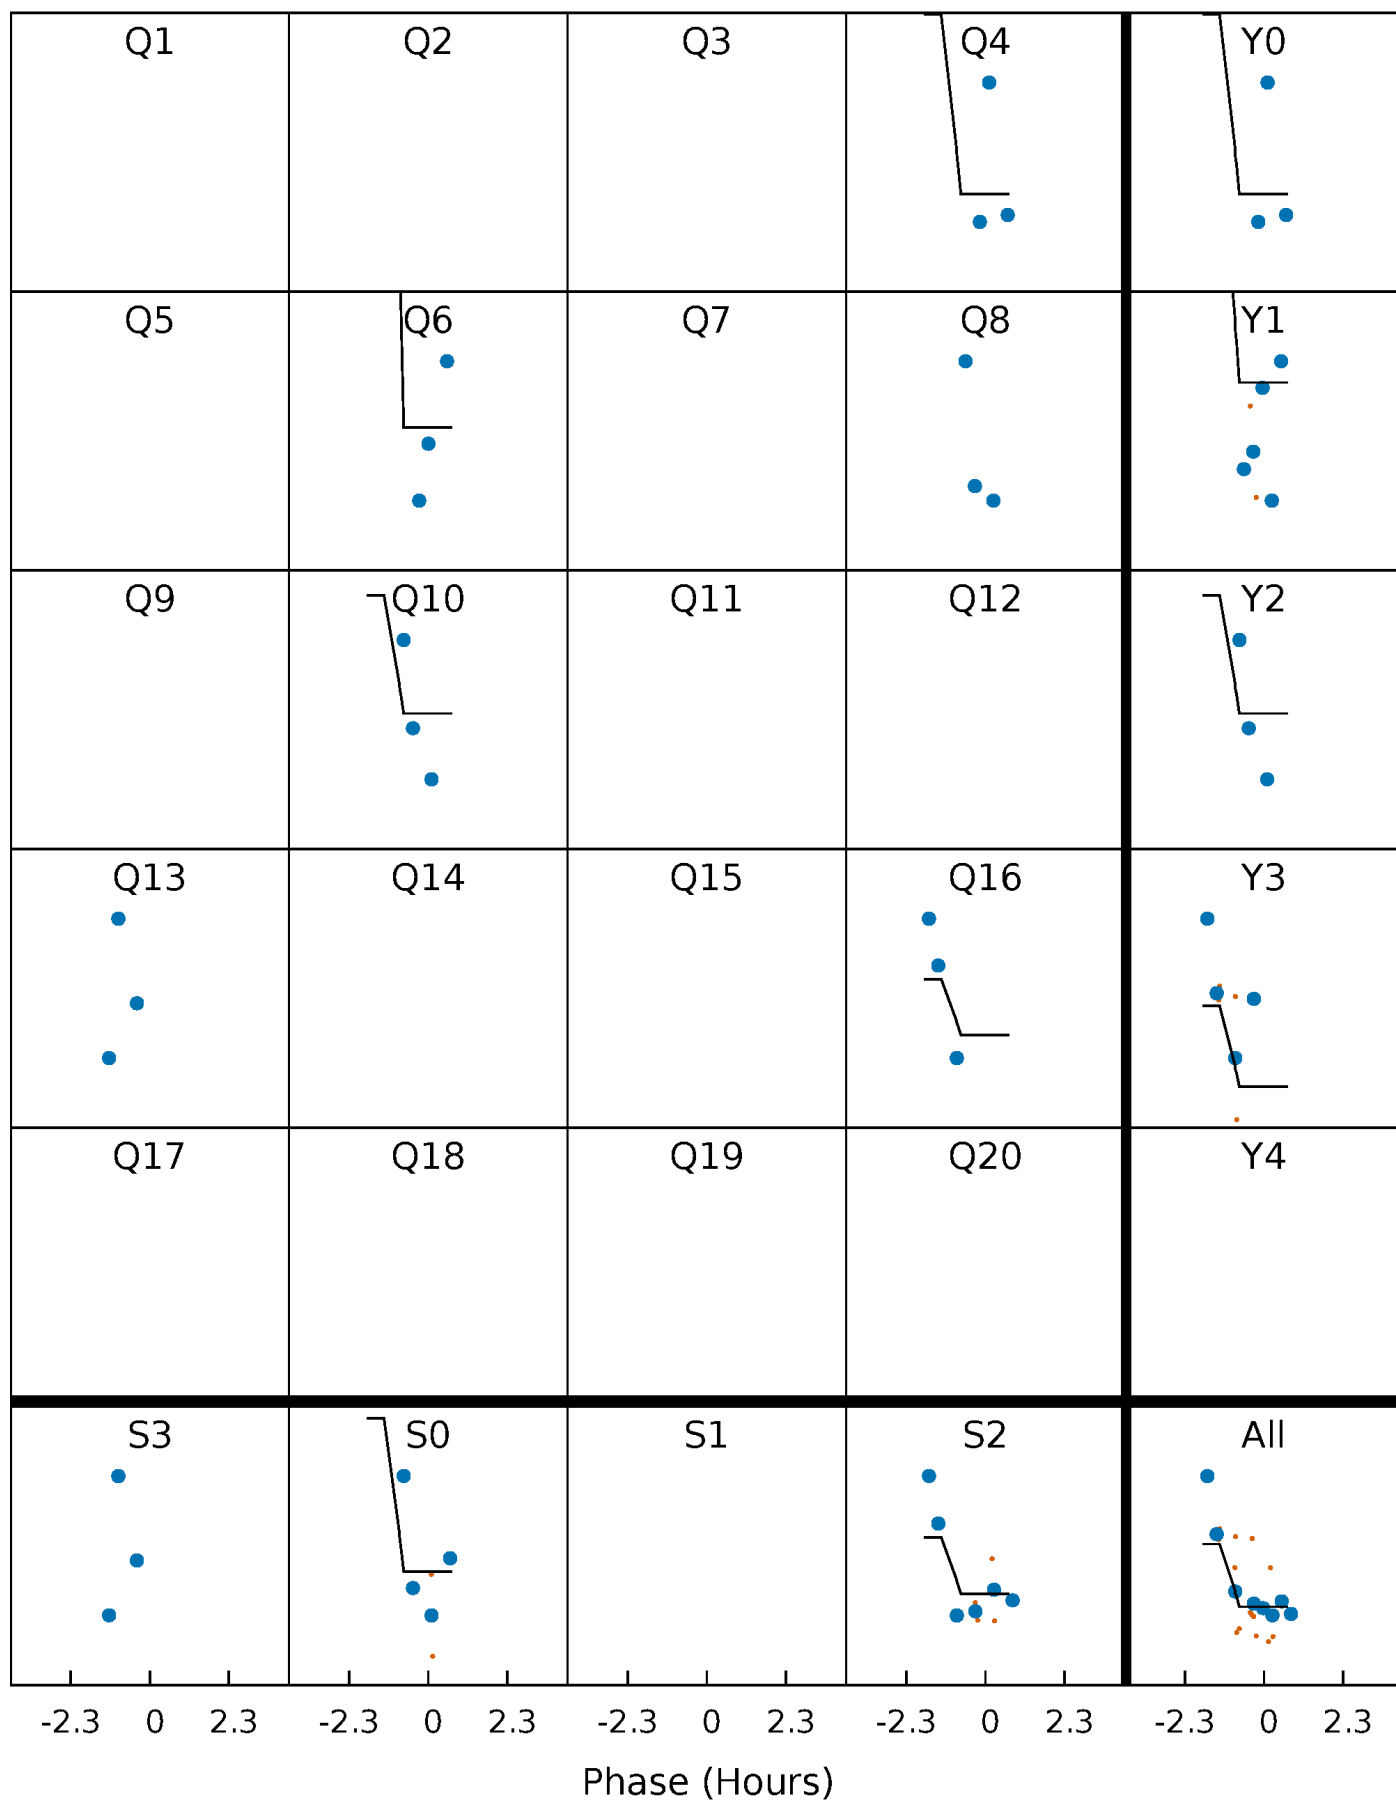 Q1 Q2 Q3 Q4 Y0
Q5 Q6 Q7 Q8 Y1
Q9 Q10 Q11 Q12 Y2
Q13 Q14 Q15 Q16 Y3
Q17 Q18 Q19 Q20 Y4
S3 S0 S1 S2 All
-2.3 0 2.3 -2.3 0 2.3 -2.3 0 2.3 -2.3 0 2.3 -2.3 0 2.3
Phase (Hours)